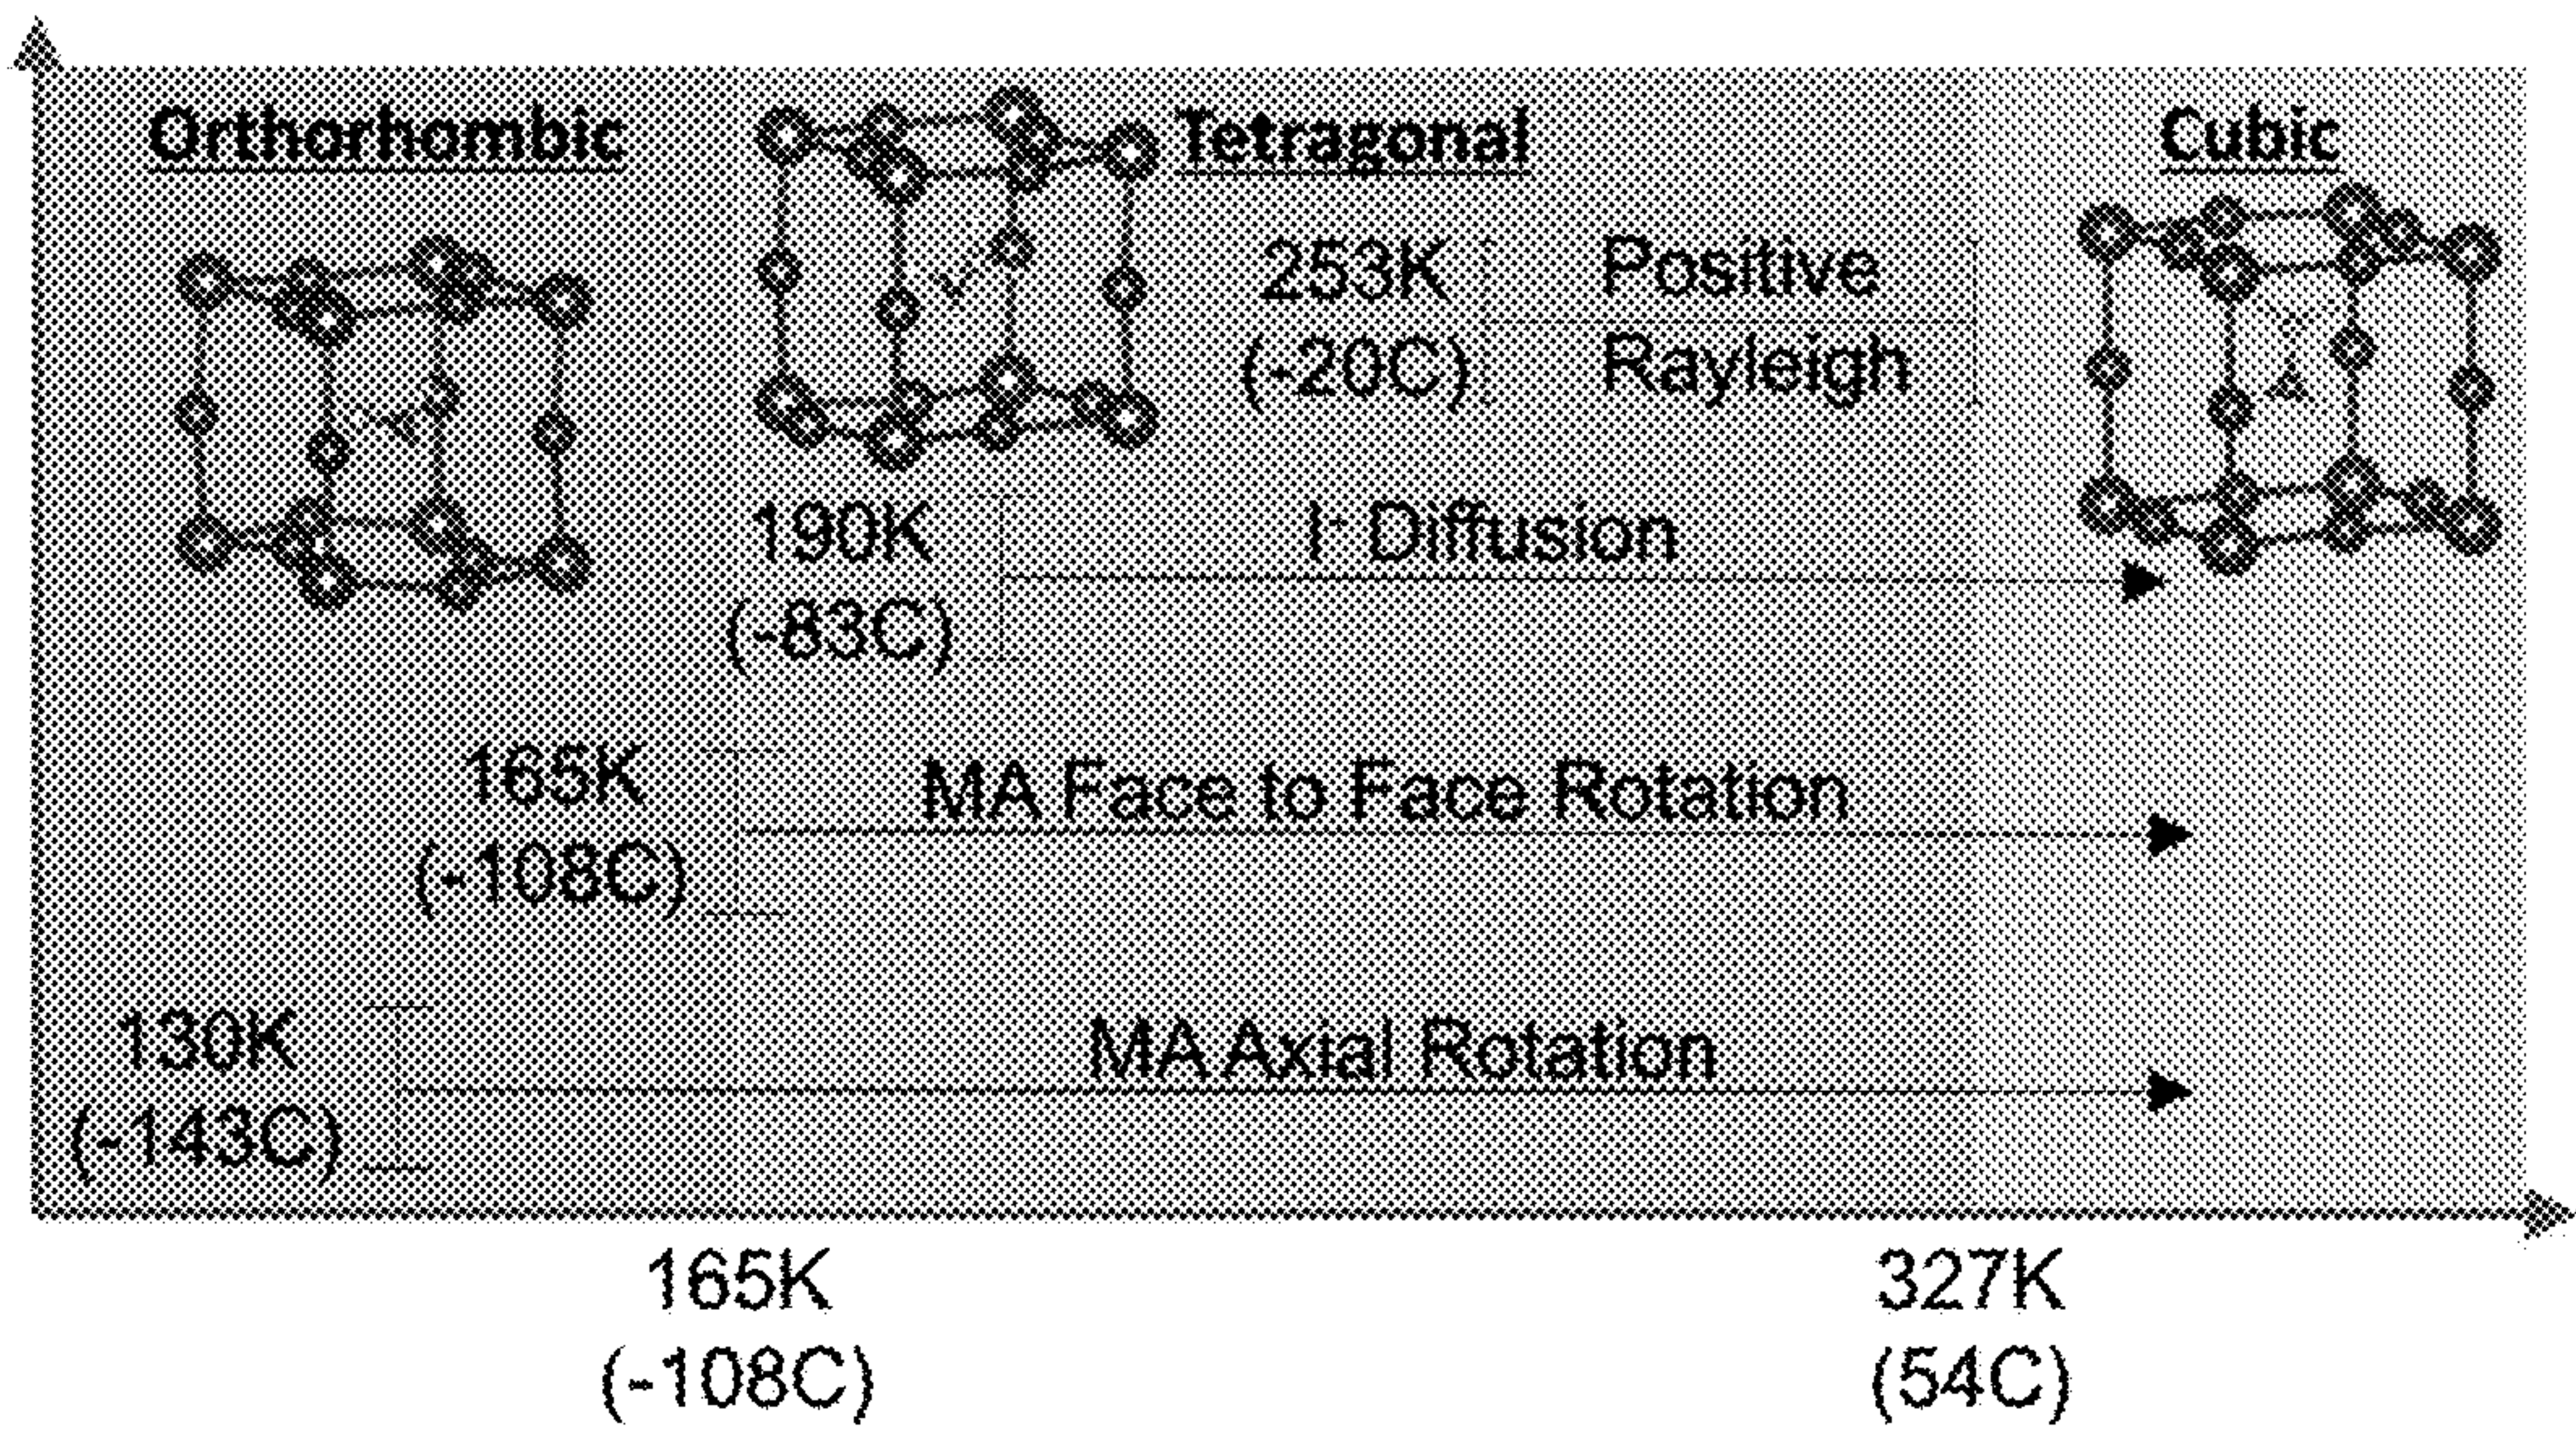 Orthorhombic
Tetragonal
Cubic
253K
(-20C)
Positive
Rayleigh
190K
(-83C)
I⁻ Diffusion
165K
(-108C)
MA Face to Face Rotation
130K
(-143C)
MA Axial Rotation
165K
(-108C)
327K
(54C)